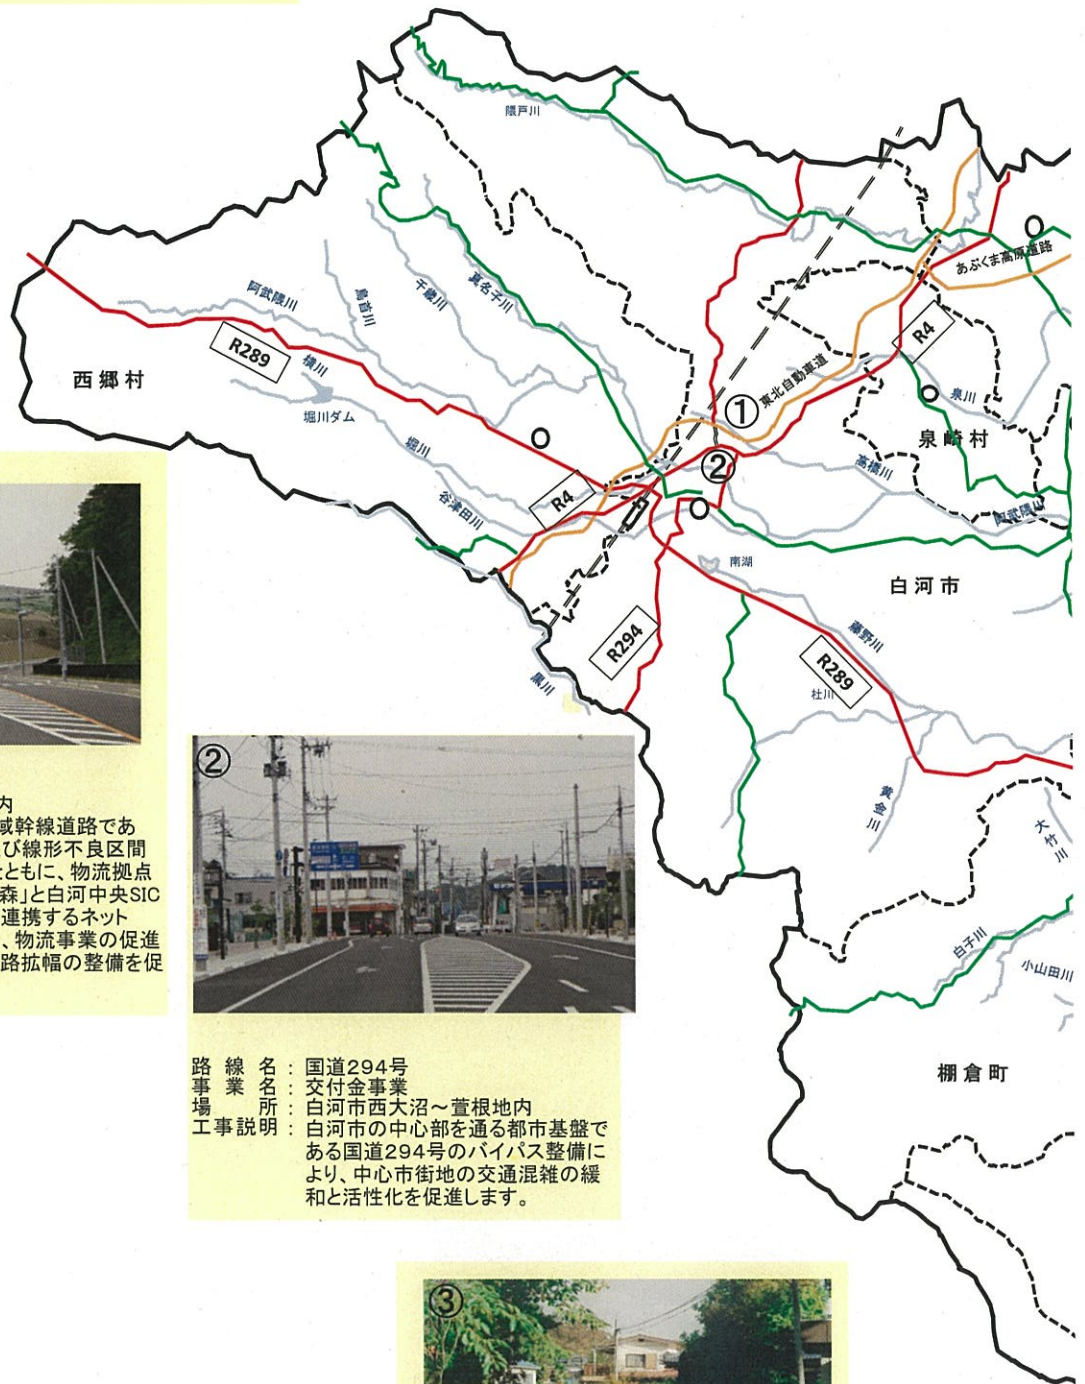 隈戸川
あぶくま高原道路
阿武隈川
鳥首川
千歳川
真名子川
R289
横川
R4
西郷村
堀川ダム
東北自動車道
①
泉川
泉崎村
堀川
②
高橋川
R4
谷津田川
阿武隈川
南湖
白河市
藤野川
R294
R289
黒川
社川
黄金川
大竹川
内
域幹線道路であ
び線形不良区間
とともに、物流拠点
森」と白河中央SIC
連携するネット
、物流事業の促進
路拡幅の整備を促
②
路線名：国道294号
事業名：交付金事業
場所：白河市西大沼～萱根地内
工事説明：白河市の中心部を通る都市基盤で
ある国道294号のバイパス整備に
より、中心市街地の交通混雑の緩
和と活性化を促進します。
白子川
小山田川
棚倉町
③